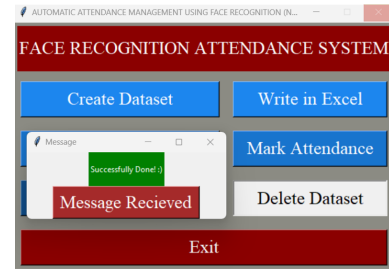 AUTOMATIC ATTENDANCE MANAGEMENT USING FACE RECOGNITION (N...
FACE RECOGNITION ATTENDANCE SYSTEM
Create Dataset
Write in Excel
Message
Mark Attendance
Successfully Done! :)
Message Recieved
Delete Dataset
Exit